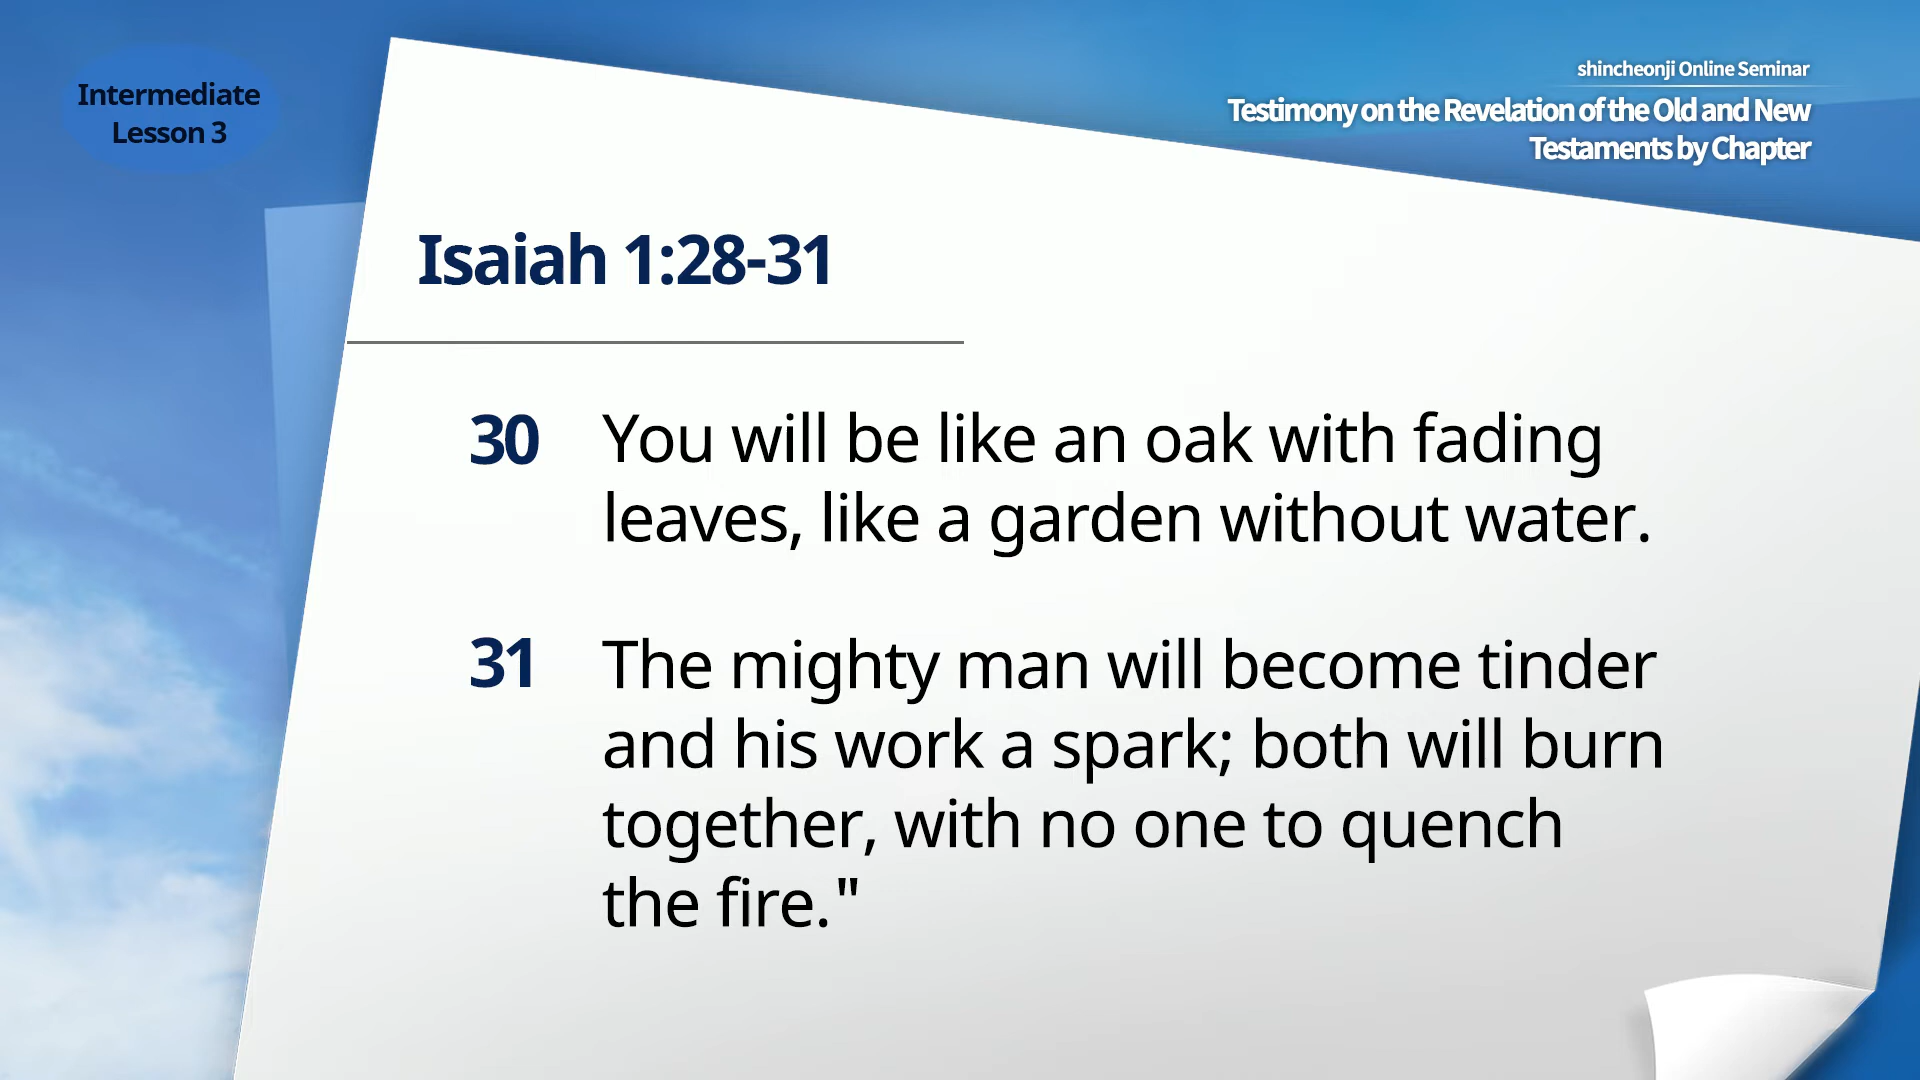 Intermediate
Lesson 3
shincheonji Online Seminar
Testimony on the Revelation of the Old and New
Testaments by Chapter
Isaiah 1:28-31
30 You will be like an oak with fading
leaves, like a garden without water.
31 The mighty man will become tinder
and his work a spark; both will burn
together, with no one to quench
the fire."